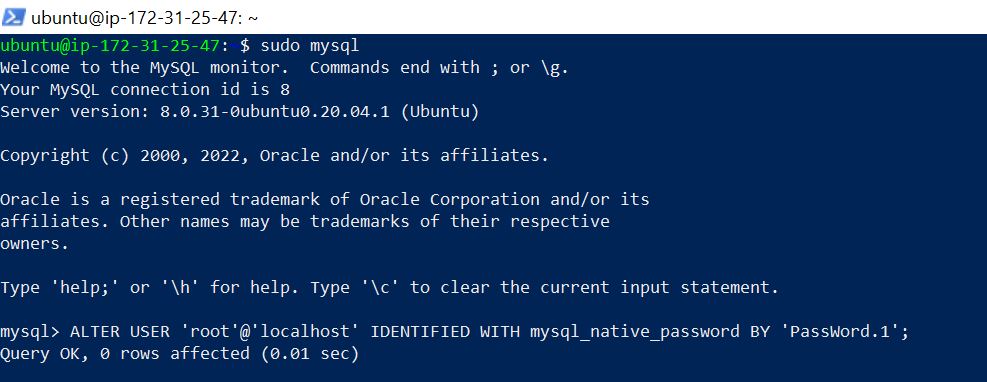 ubuntu@ip-172-31-25-47: ~
ubuntu@ip-172-31-25-47:~$ sudo mysql
Welcome to the MySQL monitor.  Commands end with ; or \g.
Your MySQL connection id is 8
Server version: 8.0.31-0ubuntu0.20.04.1 (Ubuntu)
Copyright (c) 2000, 2022, Oracle and/or its affiliates.
Oracle is a registered trademark of Oracle Corporation and/or its
affiliates. Other names may be trademarks of their respective
owners.
Type 'help;' or '\h' for help. Type '\c' to clear the current input statement.
mysql> ALTER USER 'root'@'localhost' IDENTIFIED WITH mysql_native_password BY 'PassWord.1';
Query OK, 0 rows affected (0.01 sec)